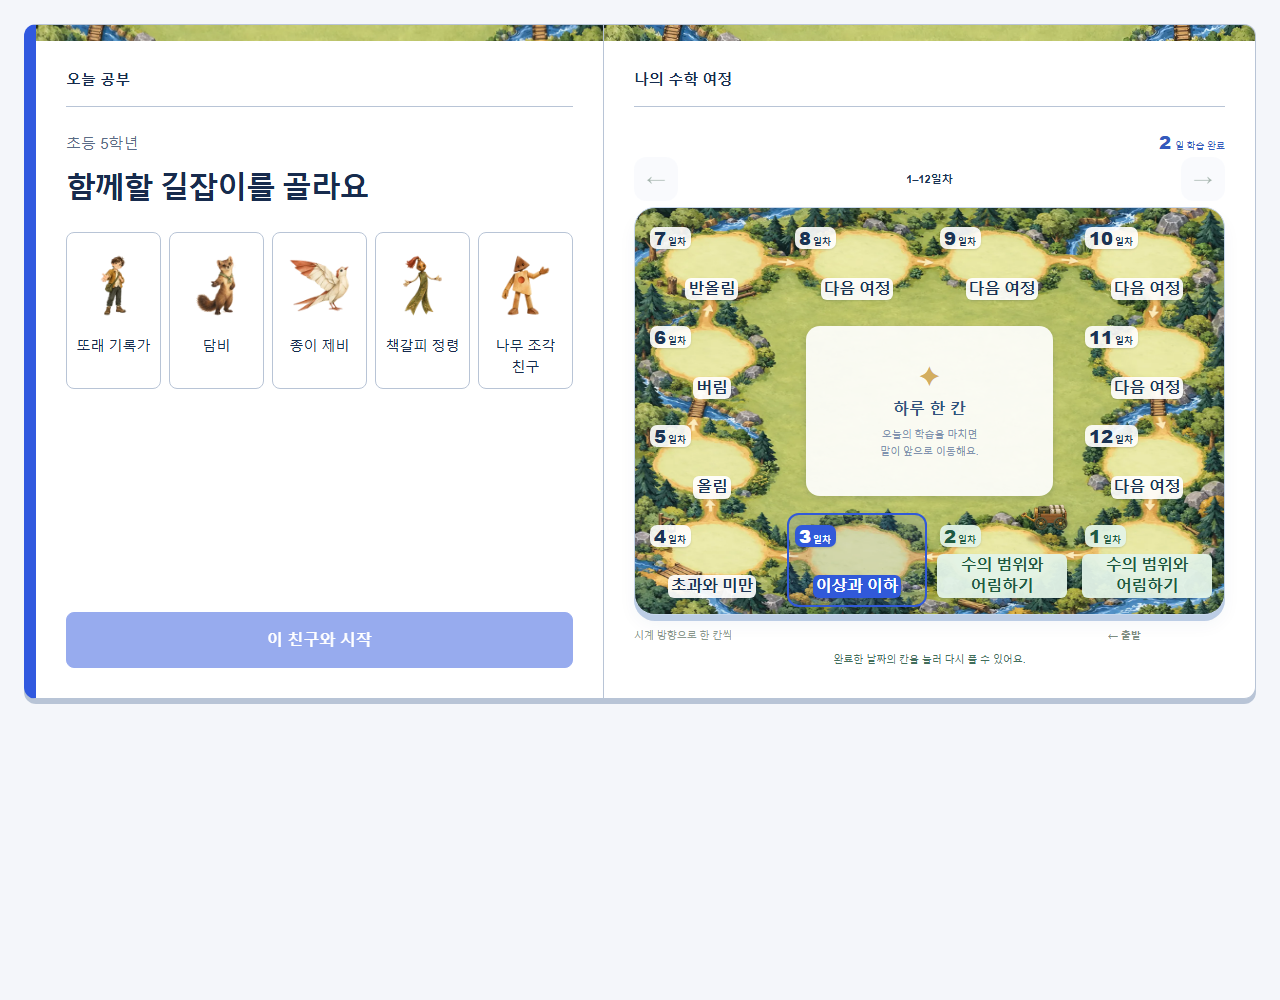 오늘 공부
초등 5학년
함께할 길잡이를 골라요
또래 기록가
담비
종이 제비
책갈피 정령
나무 조각
친구
이 친구와 시작
나의 수학 여정
2 일 학습 완료
←
1–12일차
→
7 일차
반올림
8 일차
다음 여정
9 일차
다음 여정
10 일차
다음 여정
6 일차
버림
11 일차
다음 여정
하루 한 칸
오늘의 학습을 마치면
말이 앞으로 이동해요.
5 일차
올림
12 일차
다음 여정
4 일차
초과와 미만
3 일차
이상과 이하
2 일차
수의 범위와
어림하기
1 일차
수의 범위와
어림하기
시계 방향으로 한 칸씩
← 출발
완료한 날짜의 칸을 눌러 다시 풀 수 있어요.